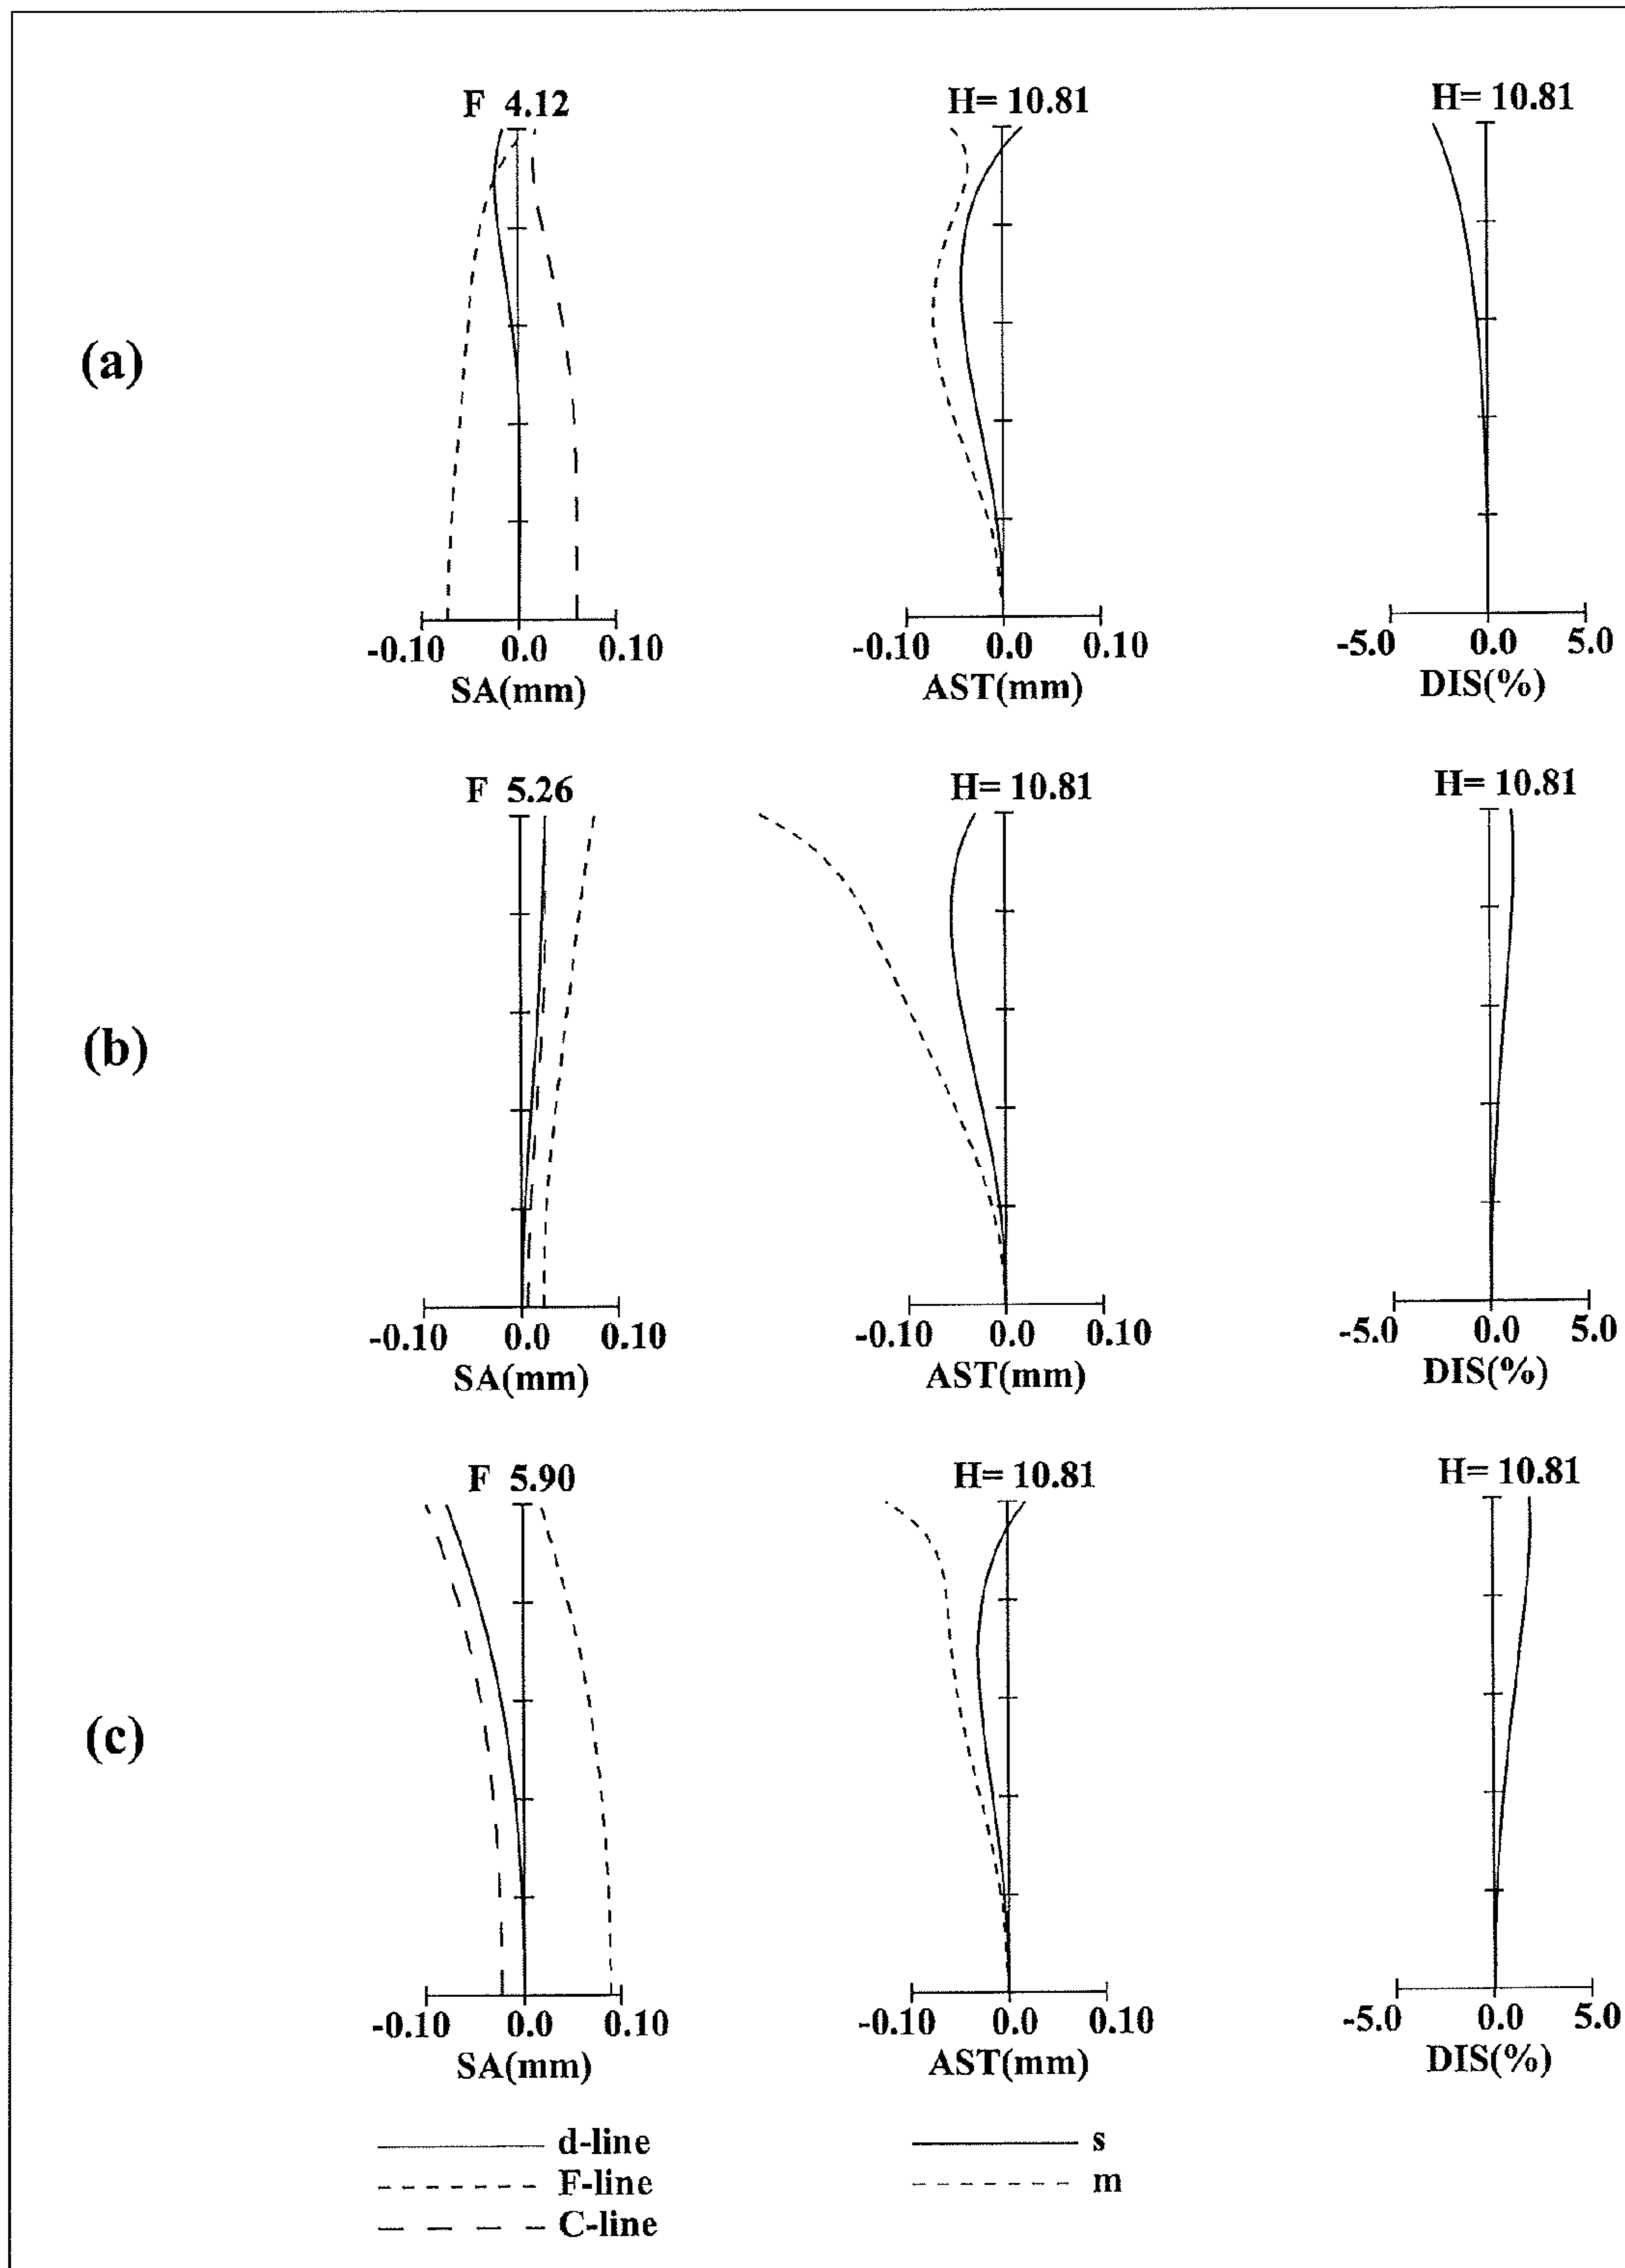 (a)
F 4.12
H= 10.81
H= 10.81
-0.10 0.0 0.10
SA(mm)
-0.10 0.0 0.10
AST(mm)
-5.0 0.0 5.0
DIS(%)
(b)
F 5.26
H= 10.81
H= 10.81
-0.10 0.0 0.10
SA(mm)
-0.10 0.0 0.10
AST(mm)
-5.0 0.0 5.0
DIS(%)
(c)
F 5.90
H= 10.81
H= 10.81
-0.10 0.0 0.10
SA(mm)
-0.10 0.0 0.10
AST(mm)
-5.0 0.0 5.0
DIS(%)
d-line
F-line
C-line
s
m